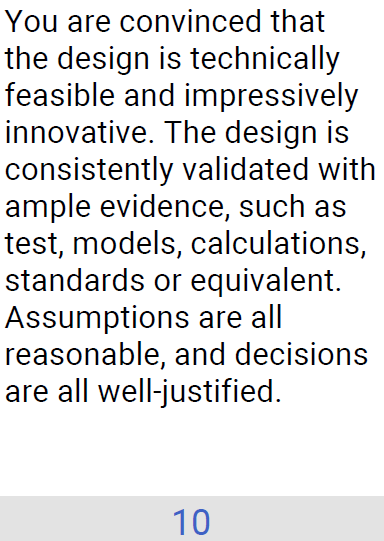 You are convinced that
the design is technically
feasible and impressively
innovative. The design is
consistently validated with
ample evidence, such as
test, models, calculations,
standards or equivalent.
Assumptions are all
reasonable, and decisions
are all well-justified.
10